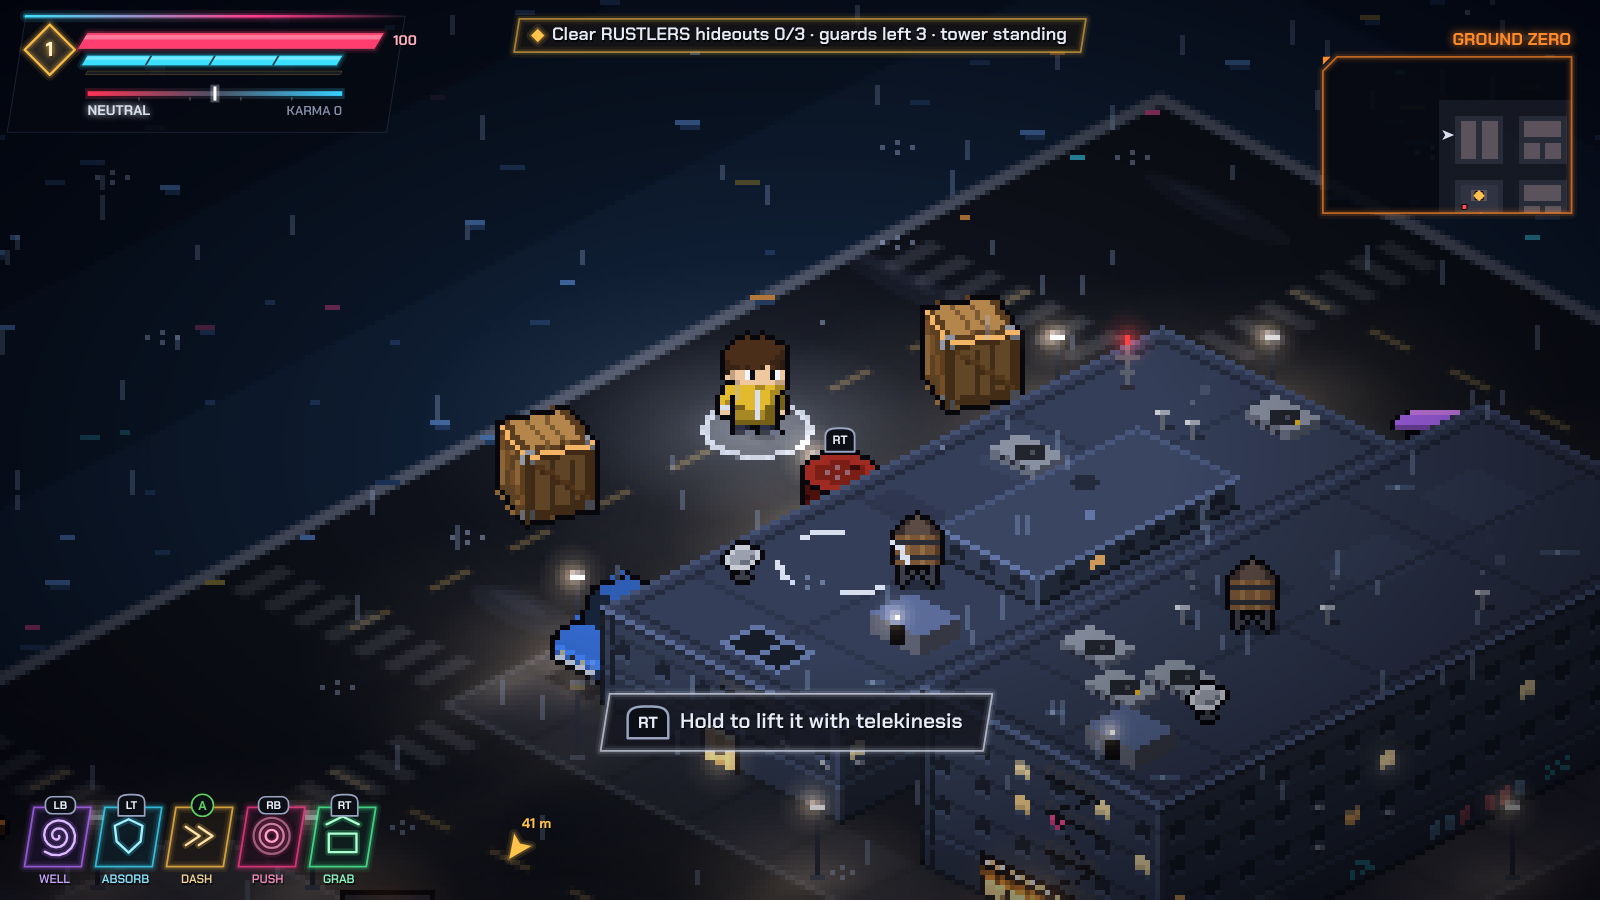 1
100
NEUTRAL
KARMA 0
Clear RUSTLERS hideouts 0/3 · guards left 3 · tower standing
GROUND ZERO
RT
RT Hold to lift it with telekinesis
41 m
LB
LT
A
RB
RT
WELL
ABSORB
DASH
PUSH
GRAB